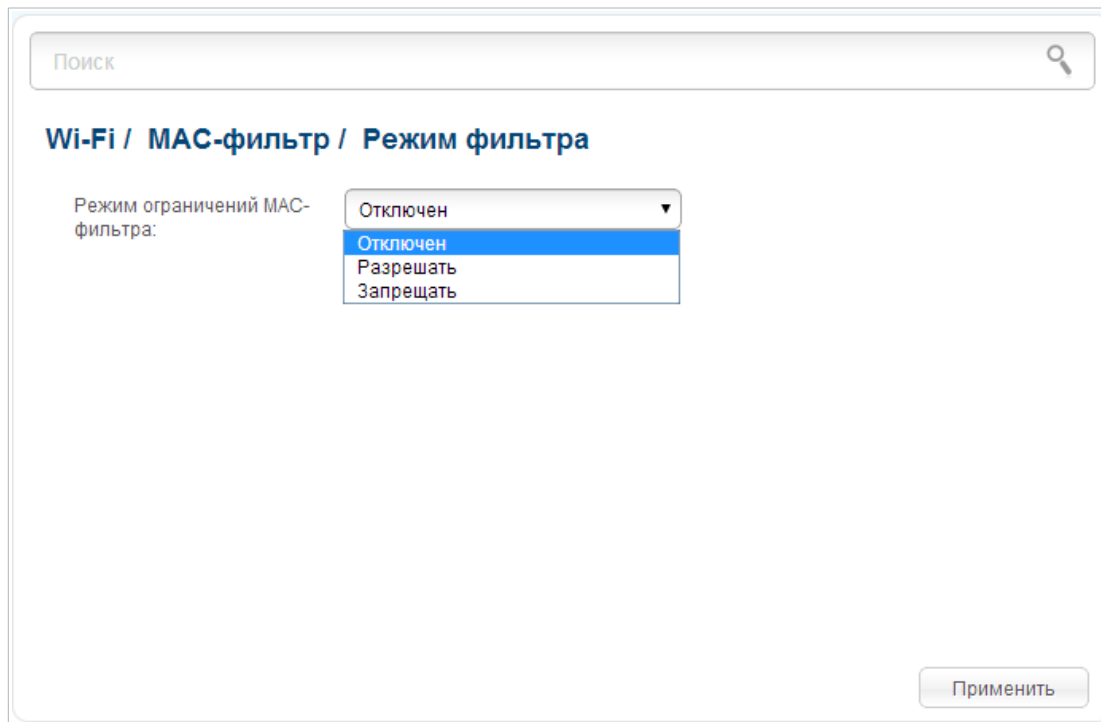 Поиск
Wi-Fi / MAC-фильтр / Режим фильтра
Режим ограничений MAC-
фильтра:
Отключен
Отключен
Разрешать
Запрещать
Применить